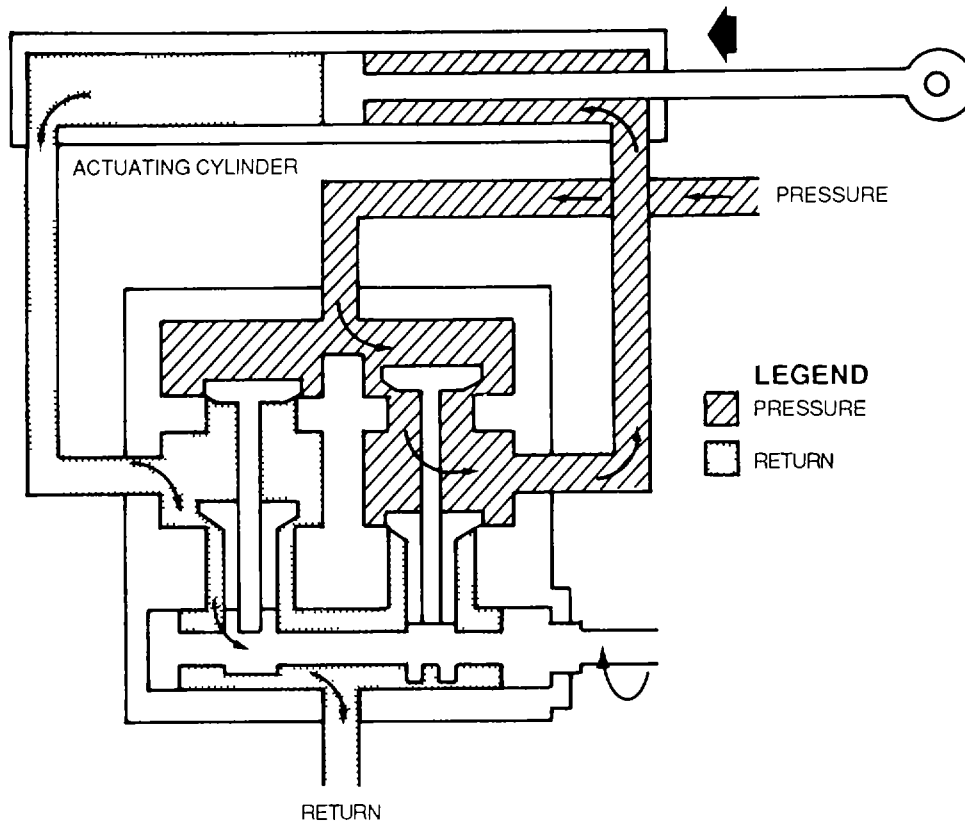 ACTUATING CYLINDER
PRESSURE
LEGEND
PRESSURE
RETURN
RETURN